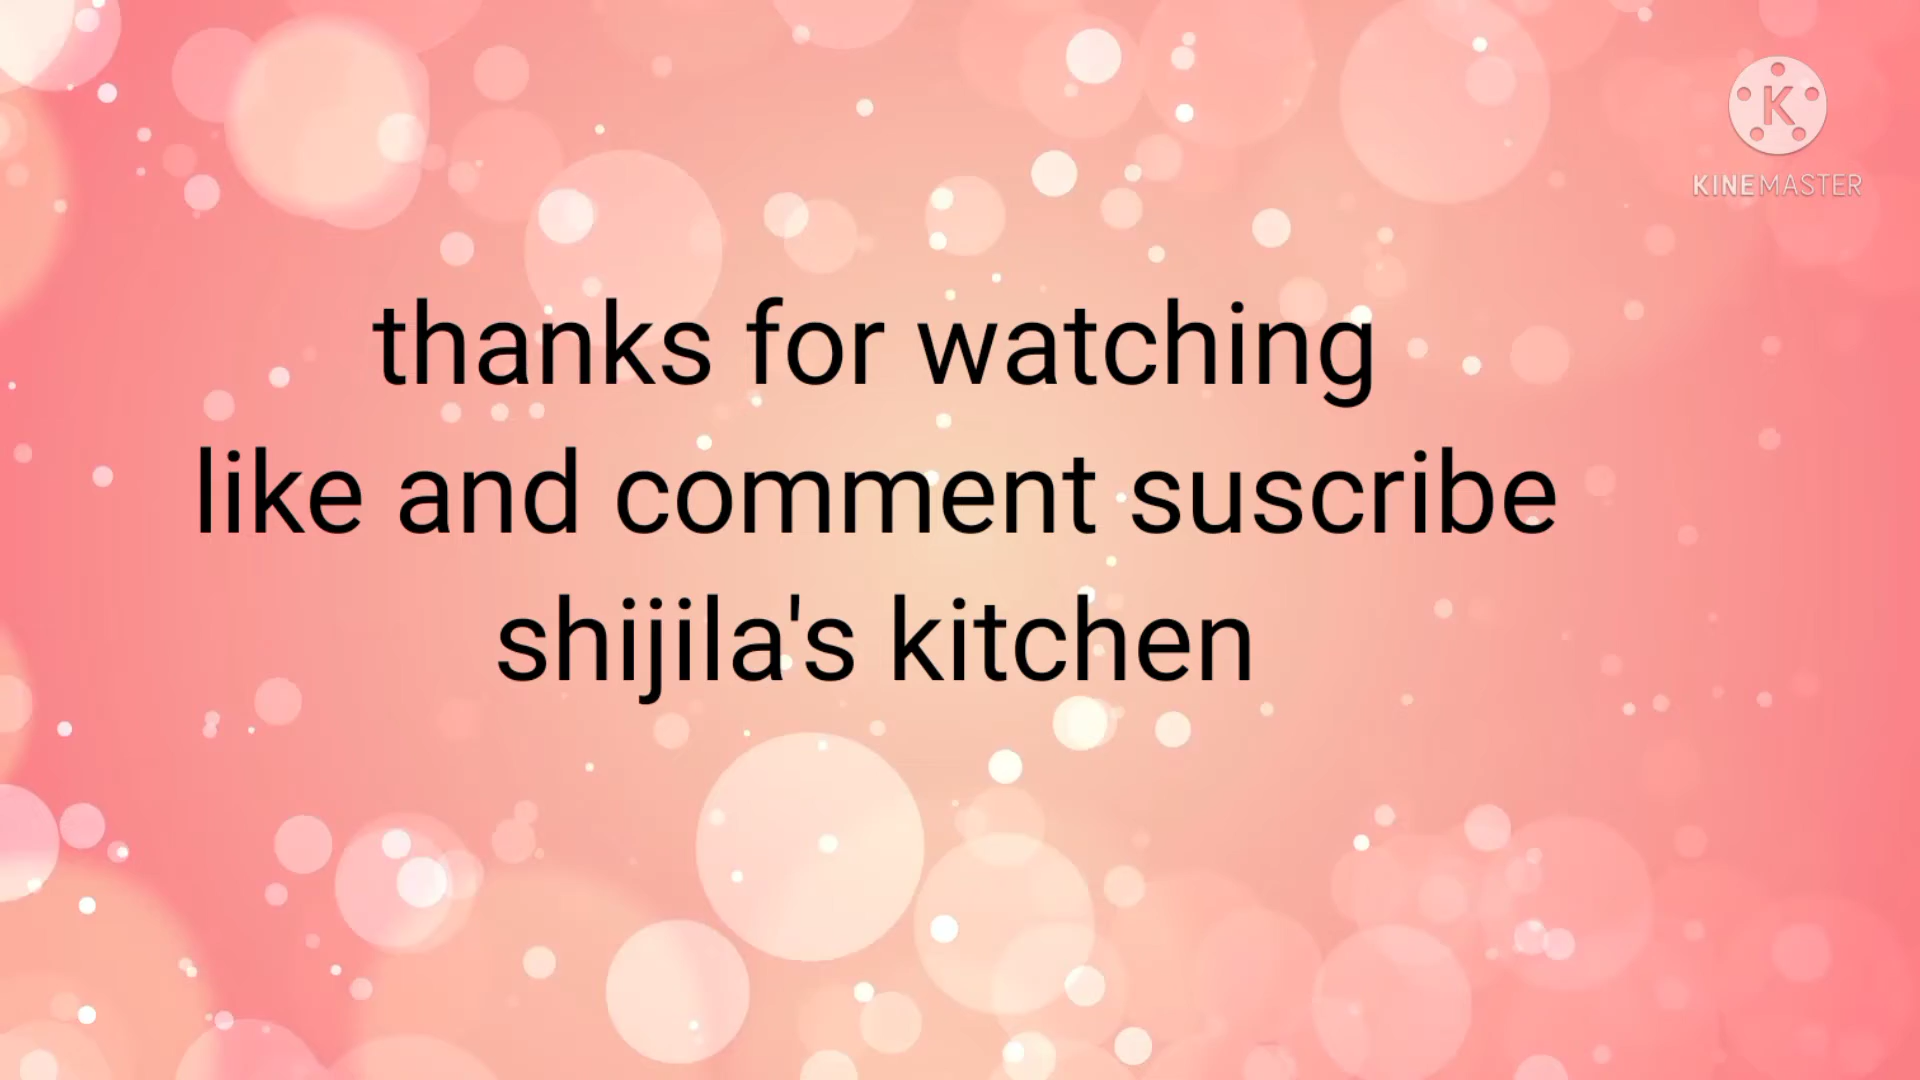 K
KINEMASTER
thanks for watching
like and comment suscribe
shijila's kitchen